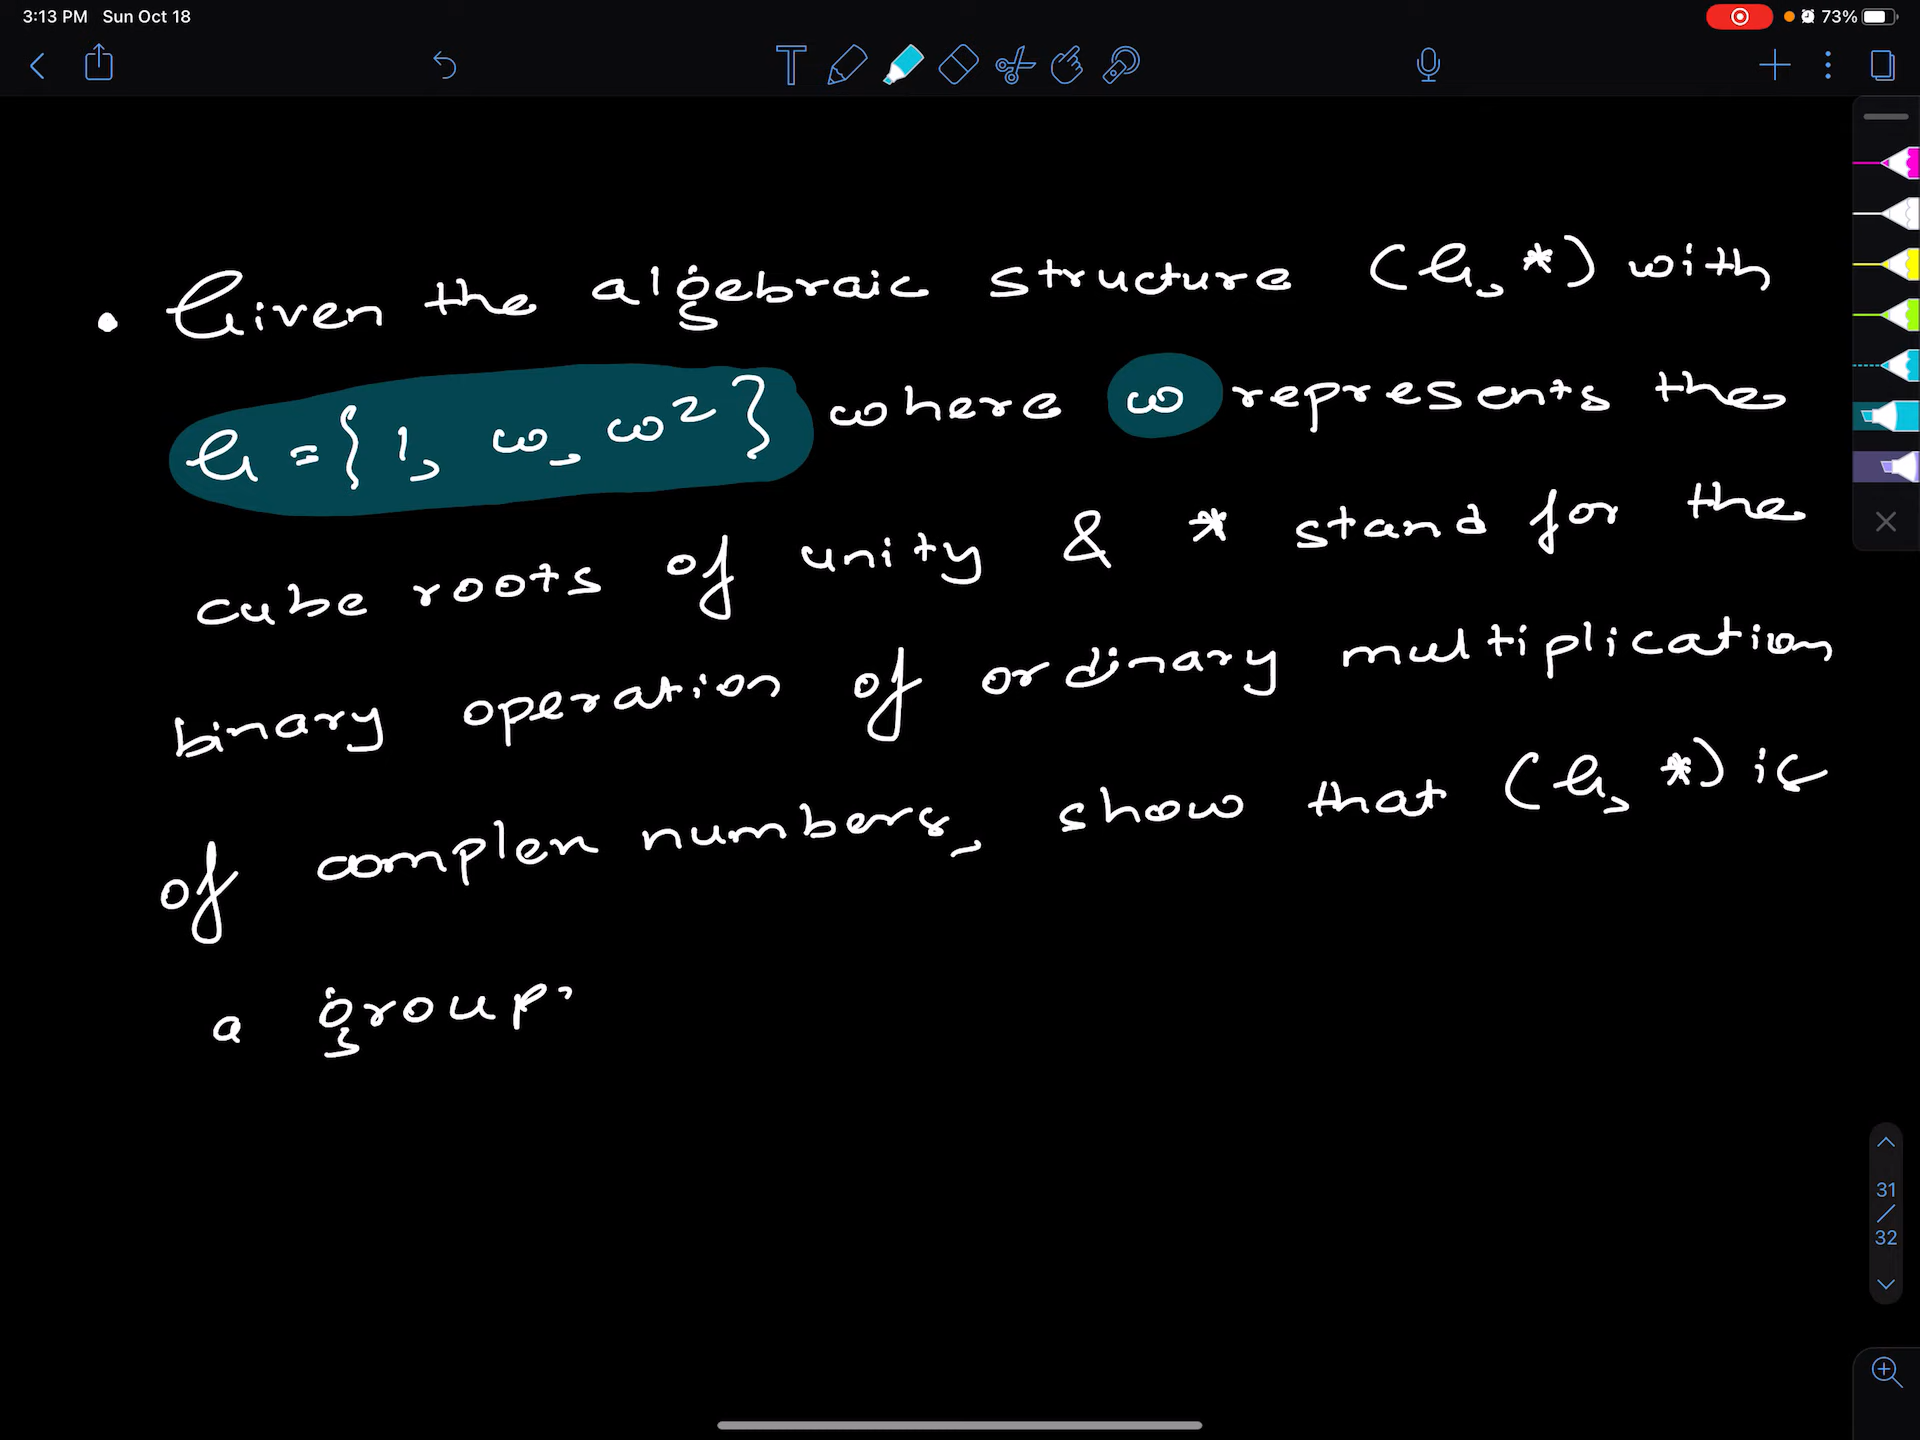 3:13 PM Sun Oct 18
73%
• Given the algebraic structure (G, *) with
G = {1, ω, ω²} where ω represents the
cube roots of unity & * stand for the
binary operation of ordinary multiplication
of complex numbers, show that (G, *) is
a group.
31
/
32